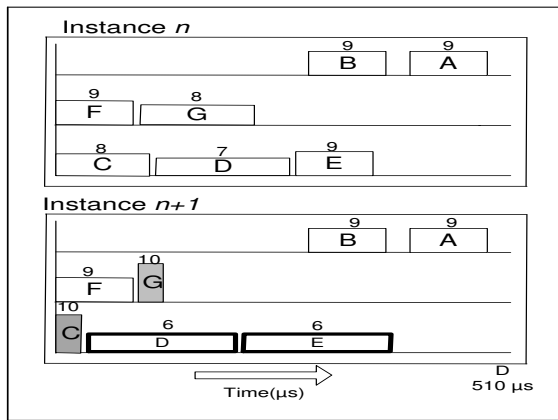 Instance n
9 9
B A
9 8
F G
8 7 9
C D E
Instance n+1
9 9
B A
9 10
F G
10 6 6
C D E
D
Time(µs) 510 µs